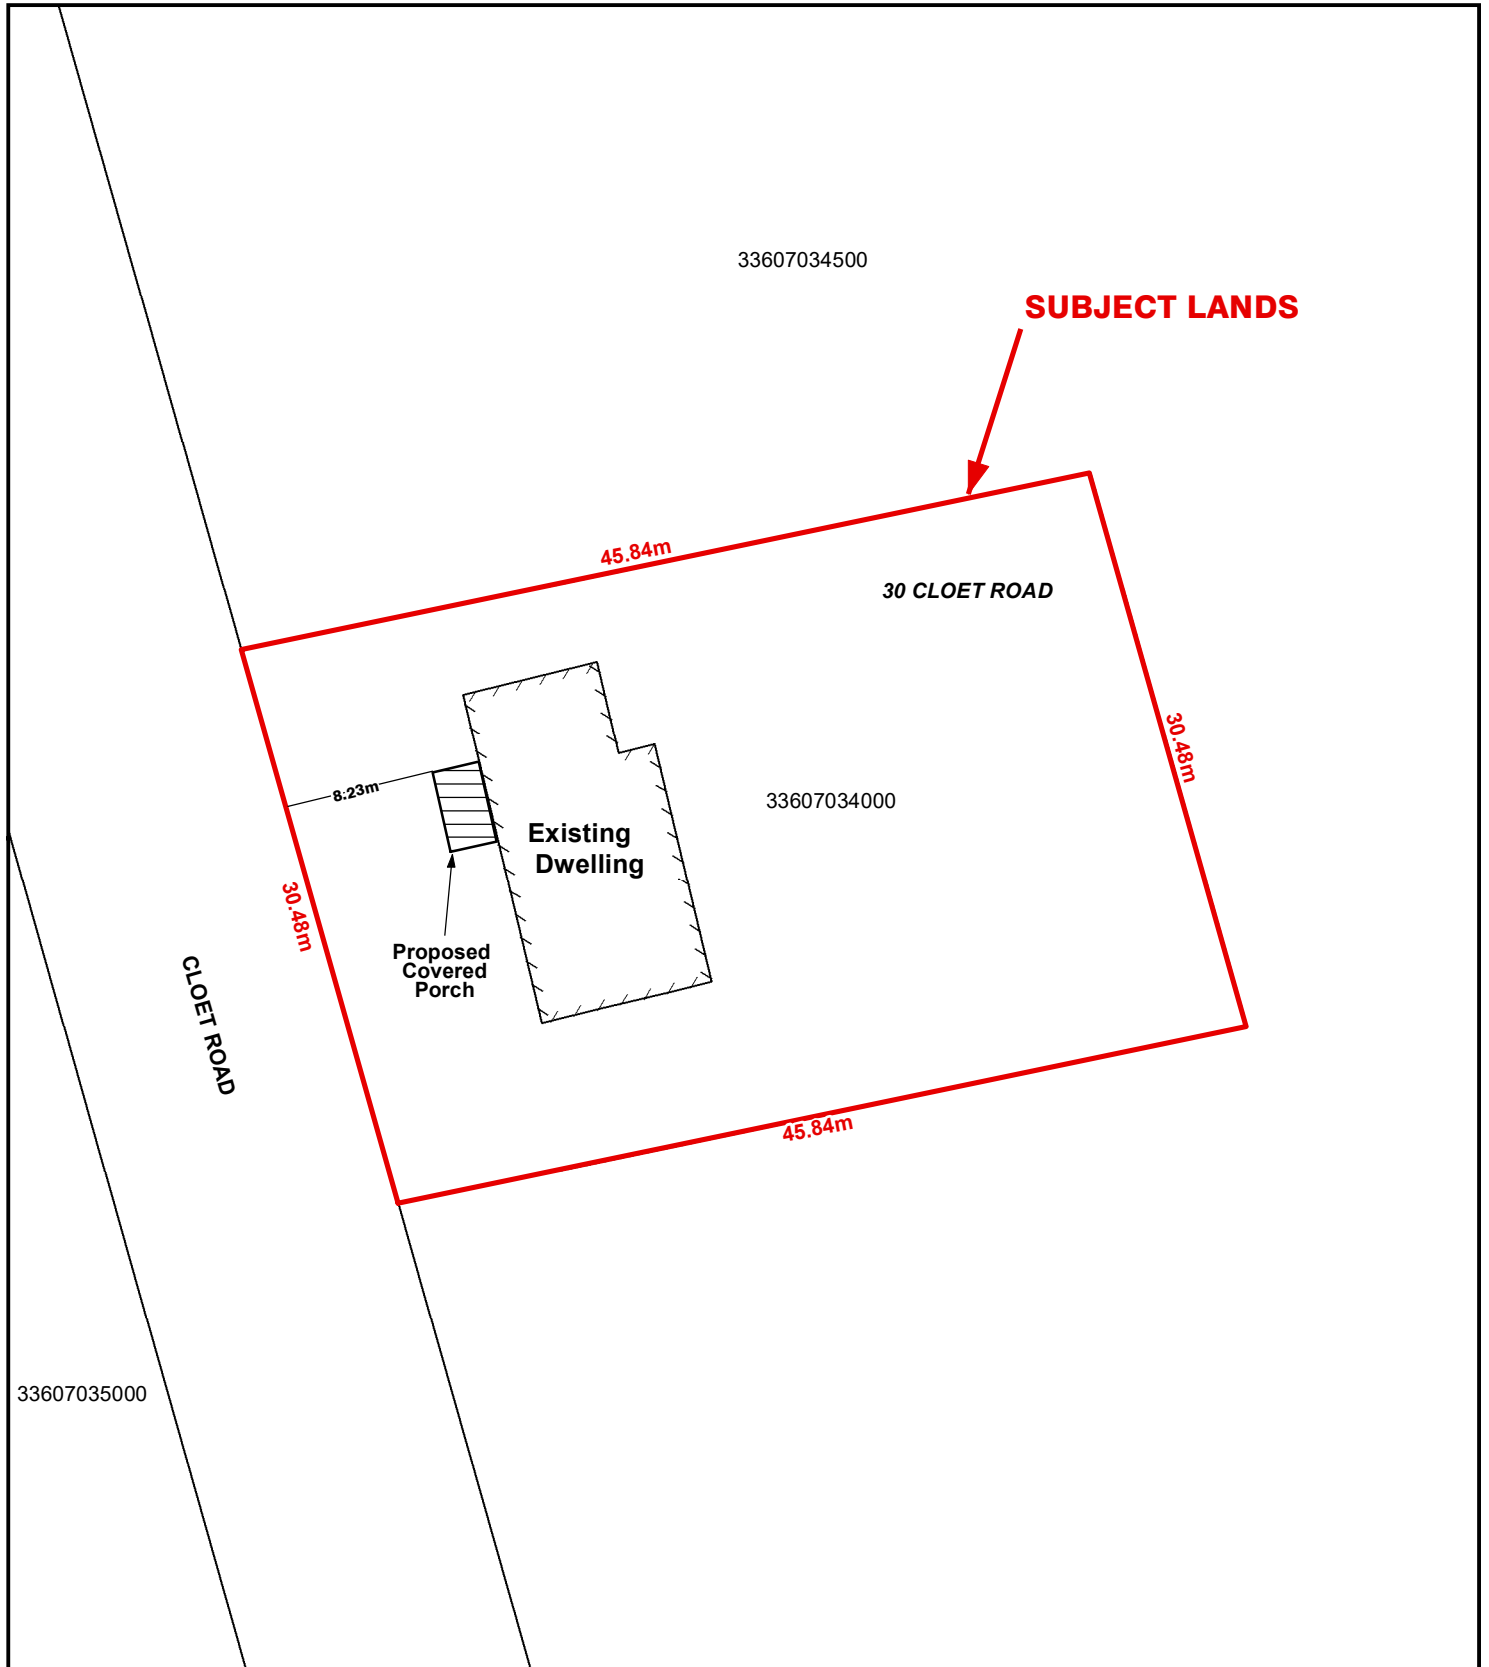 33607034500
SUBJECT LANDS
45.84m
30 CLOET ROAD
30.48m
8.23m
33607034000
Existing
Dwelling
30.48m
Proposed
Covered
Porch
CLOET ROAD
45.84m
33607035000